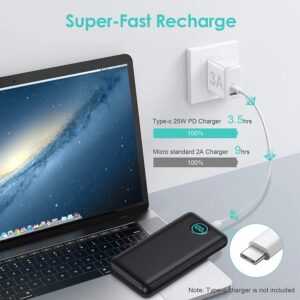 Super-Fast Recharge
3A
Type-c 25W PD Charger 3.5hrs
100%
Micro standard 2A Charger 9hrs
100%
Note: Type-c charger is not included